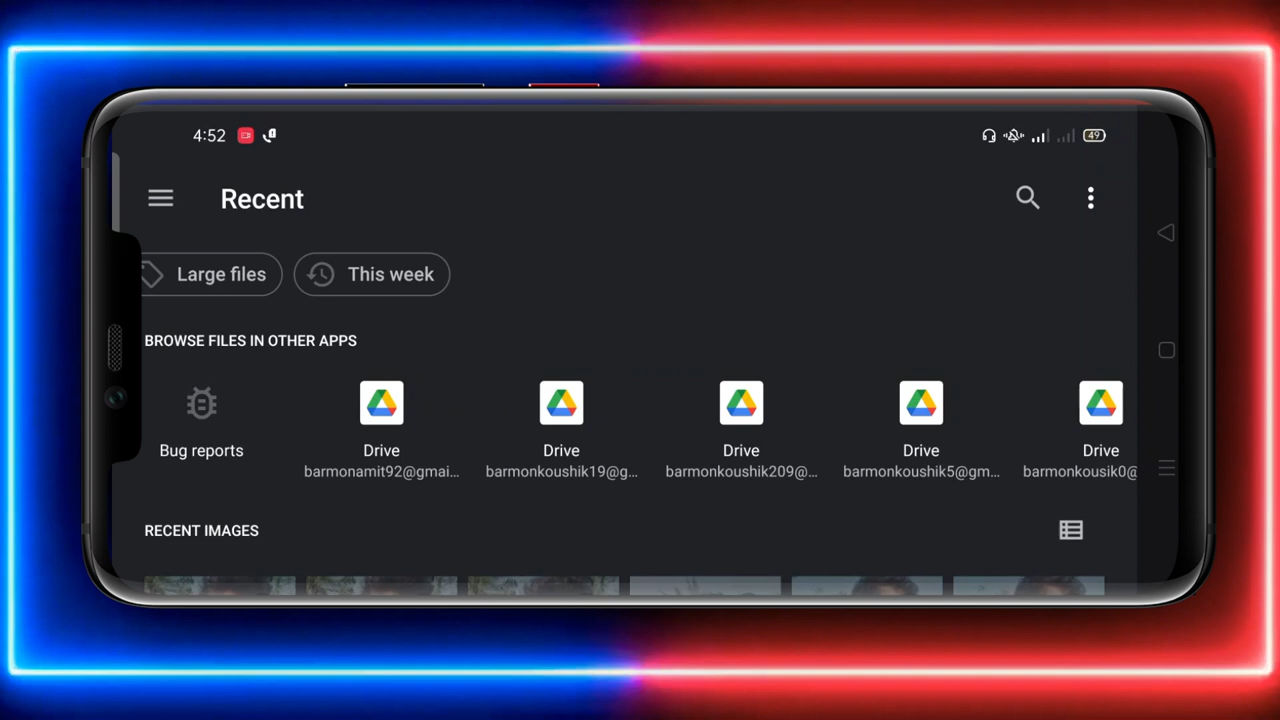 4:52
49
Recent
Large files
This week
BROWSE FILES IN OTHER APPS
Bug reports
Drive
barmonamit92@gmai...
Drive
barmonkoushik19@g...
Drive
barmonkoushik209@...
Drive
barmonkoushik5@gm...
Drive
barmonkousik0@
RECENT IMAGES